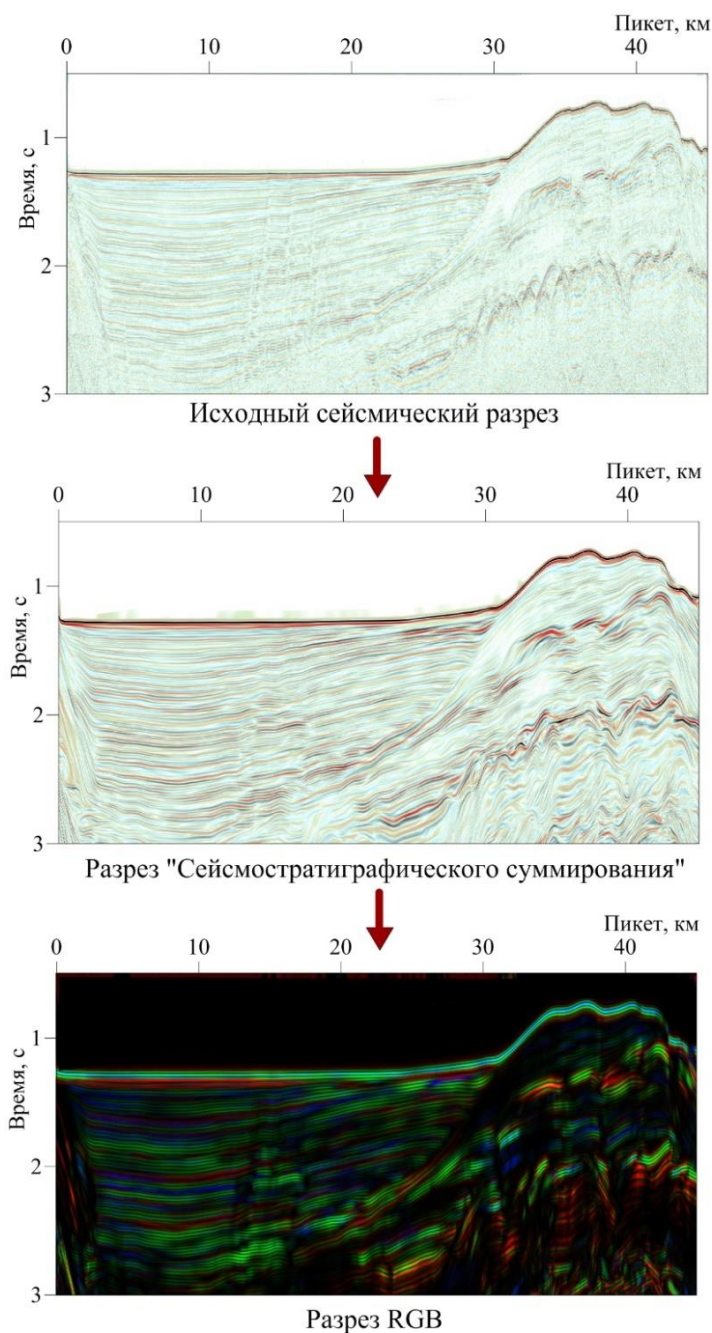 Пикет, км
0 10 20 30 40
Время, с
1
2
3
Исходный сейсмический разрез
Пикет, км
0 10 20 30 40
Время, с
1
2
3
Разрез "Сейсмостратиграфического суммирования"
Пикет, км
0 10 20 30 40
Время, с
1
2
3
Разрез RGB